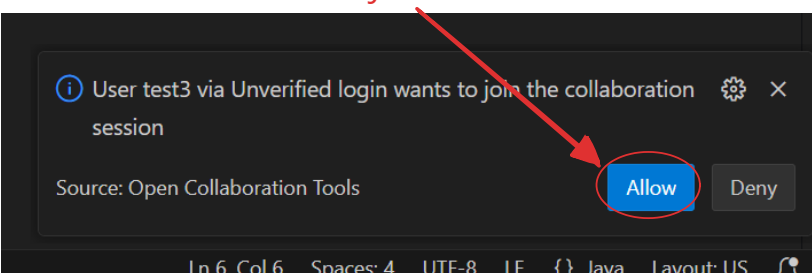 User test3 via Unverified login wants to join the collaboration
session
Source: Open Collaboration Tools
Allow
Deny
Ln 6, Col 6 Spaces: 4 UTF-8 LF {} Java Layout: US